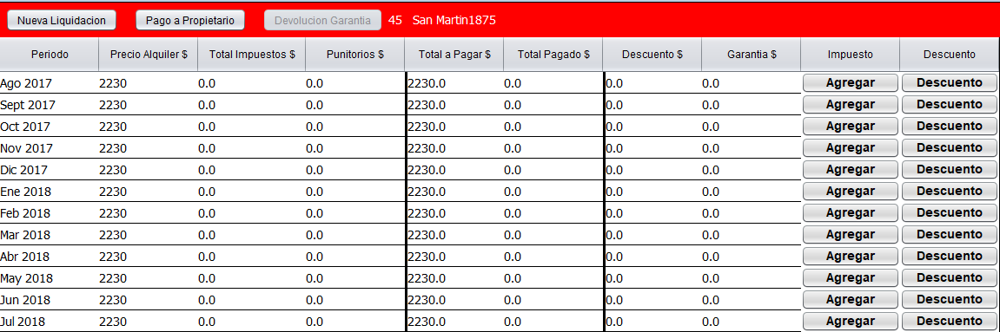 Nueva Liquidacion Pago a Propietario Devolucion Garantia 45 San Martin1875
Periodo Precio Alquiler $ Total Impuestos $ Punitorios $ Total a Pagar $ Total Pagado $ Descuento $ Garantia $ Impuesto Descuento
Ago 2017 2230 0.0 0.0 2230.0 0.0 0.0 0.0 Agregar Descuento
Sept 2017 2230 0.0 0.0 2230.0 0.0 0.0 0.0 Agregar Descuento
Oct 2017 2230 0.0 0.0 2230.0 0.0 0.0 0.0 Agregar Descuento
Nov 2017 2230 0.0 0.0 2230.0 0.0 0.0 0.0 Agregar Descuento
Dic 2017 2230 0.0 0.0 2230.0 0.0 0.0 0.0 Agregar Descuento
Ene 2018 2230 0.0 0.0 2230.0 0.0 0.0 0.0 Agregar Descuento
Feb 2018 2230 0.0 0.0 2230.0 0.0 0.0 0.0 Agregar Descuento
Mar 2018 2230 0.0 0.0 2230.0 0.0 0.0 0.0 Agregar Descuento
Abr 2018 2230 0.0 0.0 2230.0 0.0 0.0 0.0 Agregar Descuento
May 2018 2230 0.0 0.0 2230.0 0.0 0.0 0.0 Agregar Descuento
Jun 2018 2230 0.0 0.0 2230.0 0.0 0.0 0.0 Agregar Descuento
Jul 2018 2230 0.0 0.0 2230.0 0.0 0.0 0.0 Agregar Descuento